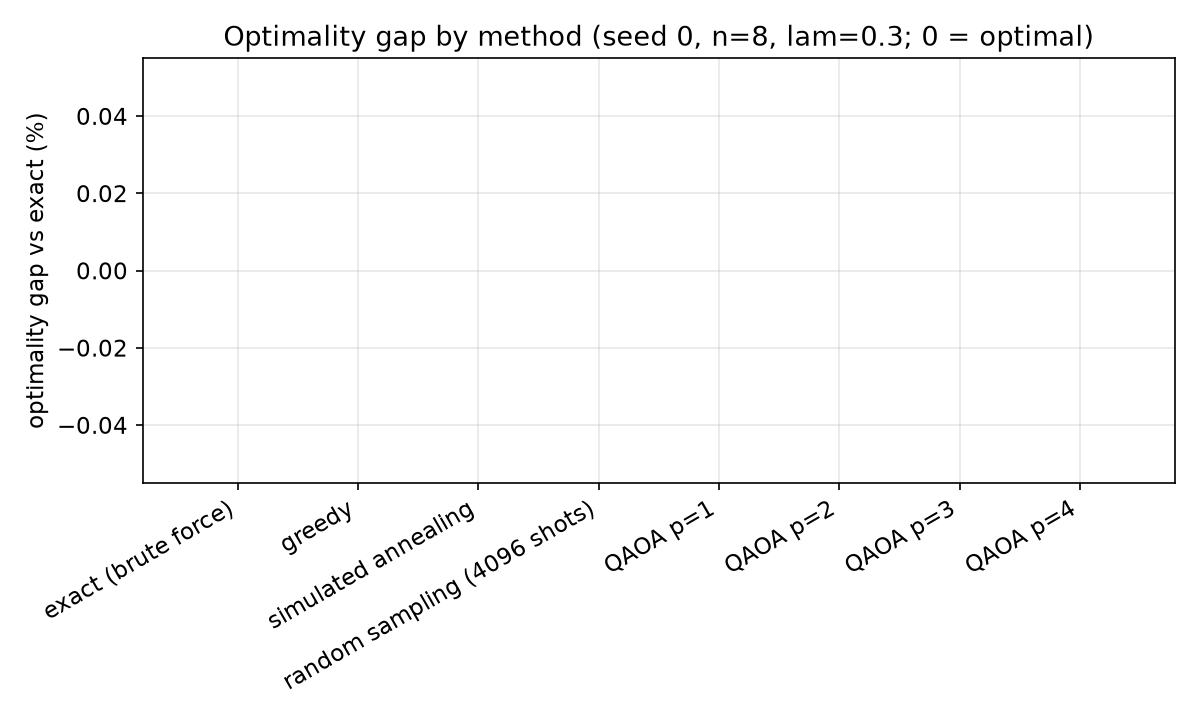 Optimality gap by method (seed 0, n=8, lam=0.3; 0 = optimal)
optimality gap vs exact (%)
0.04
0.02
0.00
−0.02
−0.04
exact (brute force)
greedy
simulated annealing
random sampling (4096 shots)
QAOA p=1
QAOA p=2
QAOA p=3
QAOA p=4